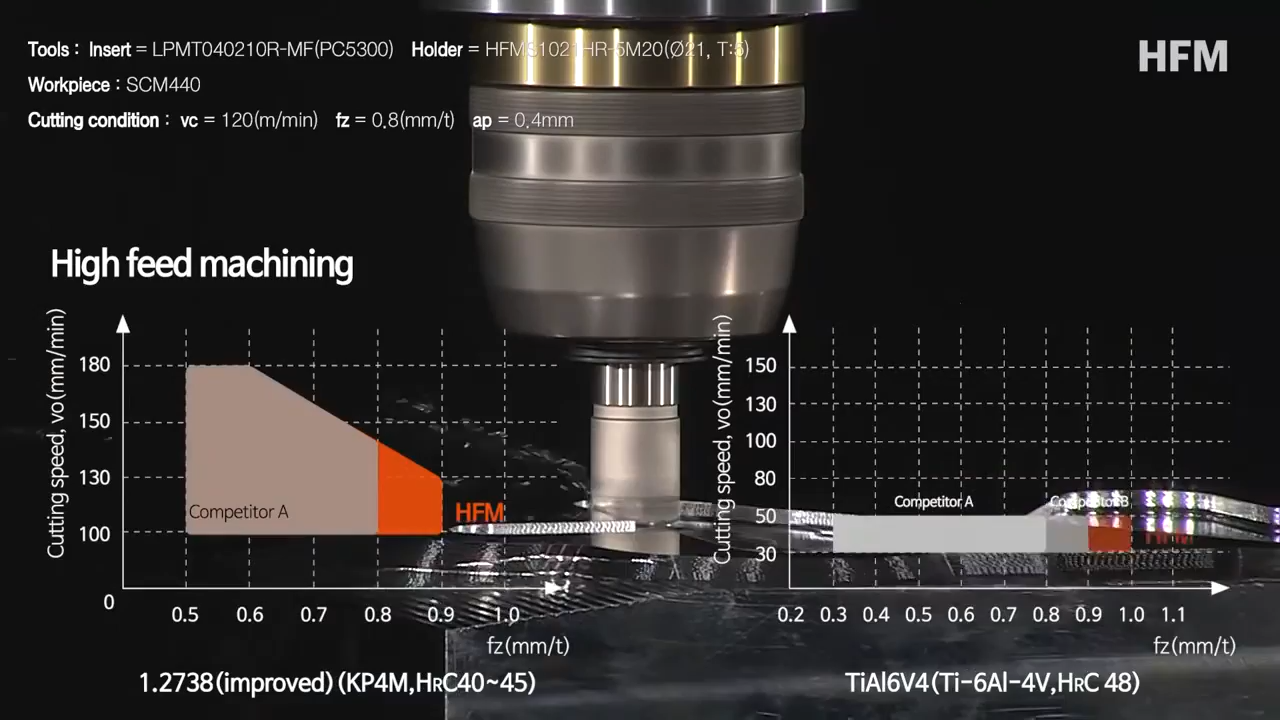 Tools : Insert = LPMT040210R-MF(PC5300) Holder = HFMS1021HR-5M20(Ø21, T:5)
HFM
Workpiece : SCM440
Cutting condition : vc = 120(m/min) fz = 0.8(mm/t) ap = 0.4mm
High feed machining
Cutting speed, vo(mm/min)
180
150
130
100
0
Competitor A
HFM
0.5 0.6 0.7 0.8 0.9 1.0
fz(mm/t)
1.2738(improved)(KP4M,HRC40~45)
Cutting speed, vo(mm/min)
150
130
100
80
50
30
Competitor A
Competitor B
HFM
0.2 0.3 0.4 0.5 0.6 0.7 0.8 0.9 1.0 1.1
fz(mm/t)
TiAl6V4(Ti-6Al-4V,HRC 48)